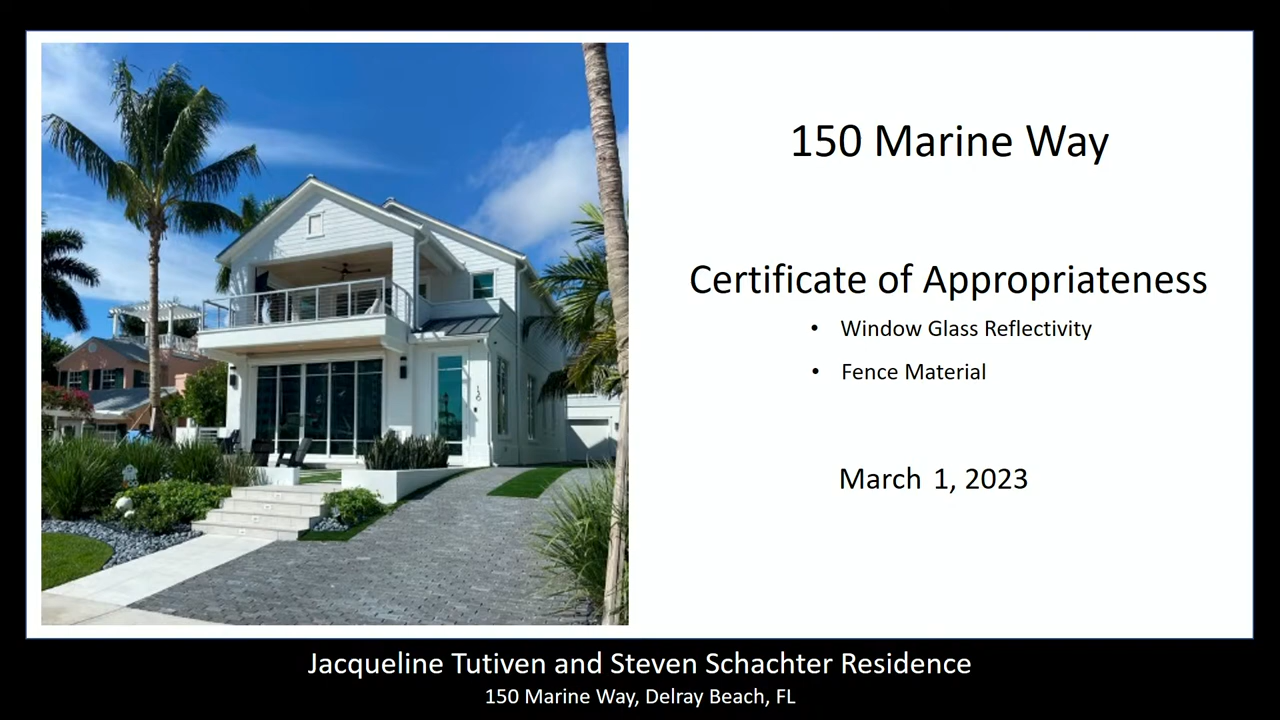 150 Marine Way
Certificate of Appropriateness
• Window Glass Reflectivity
• Fence Material
March 1, 2023
Jacqueline Tutiven and Steven Schachter Residence
150 Marine Way, Delray Beach, FL